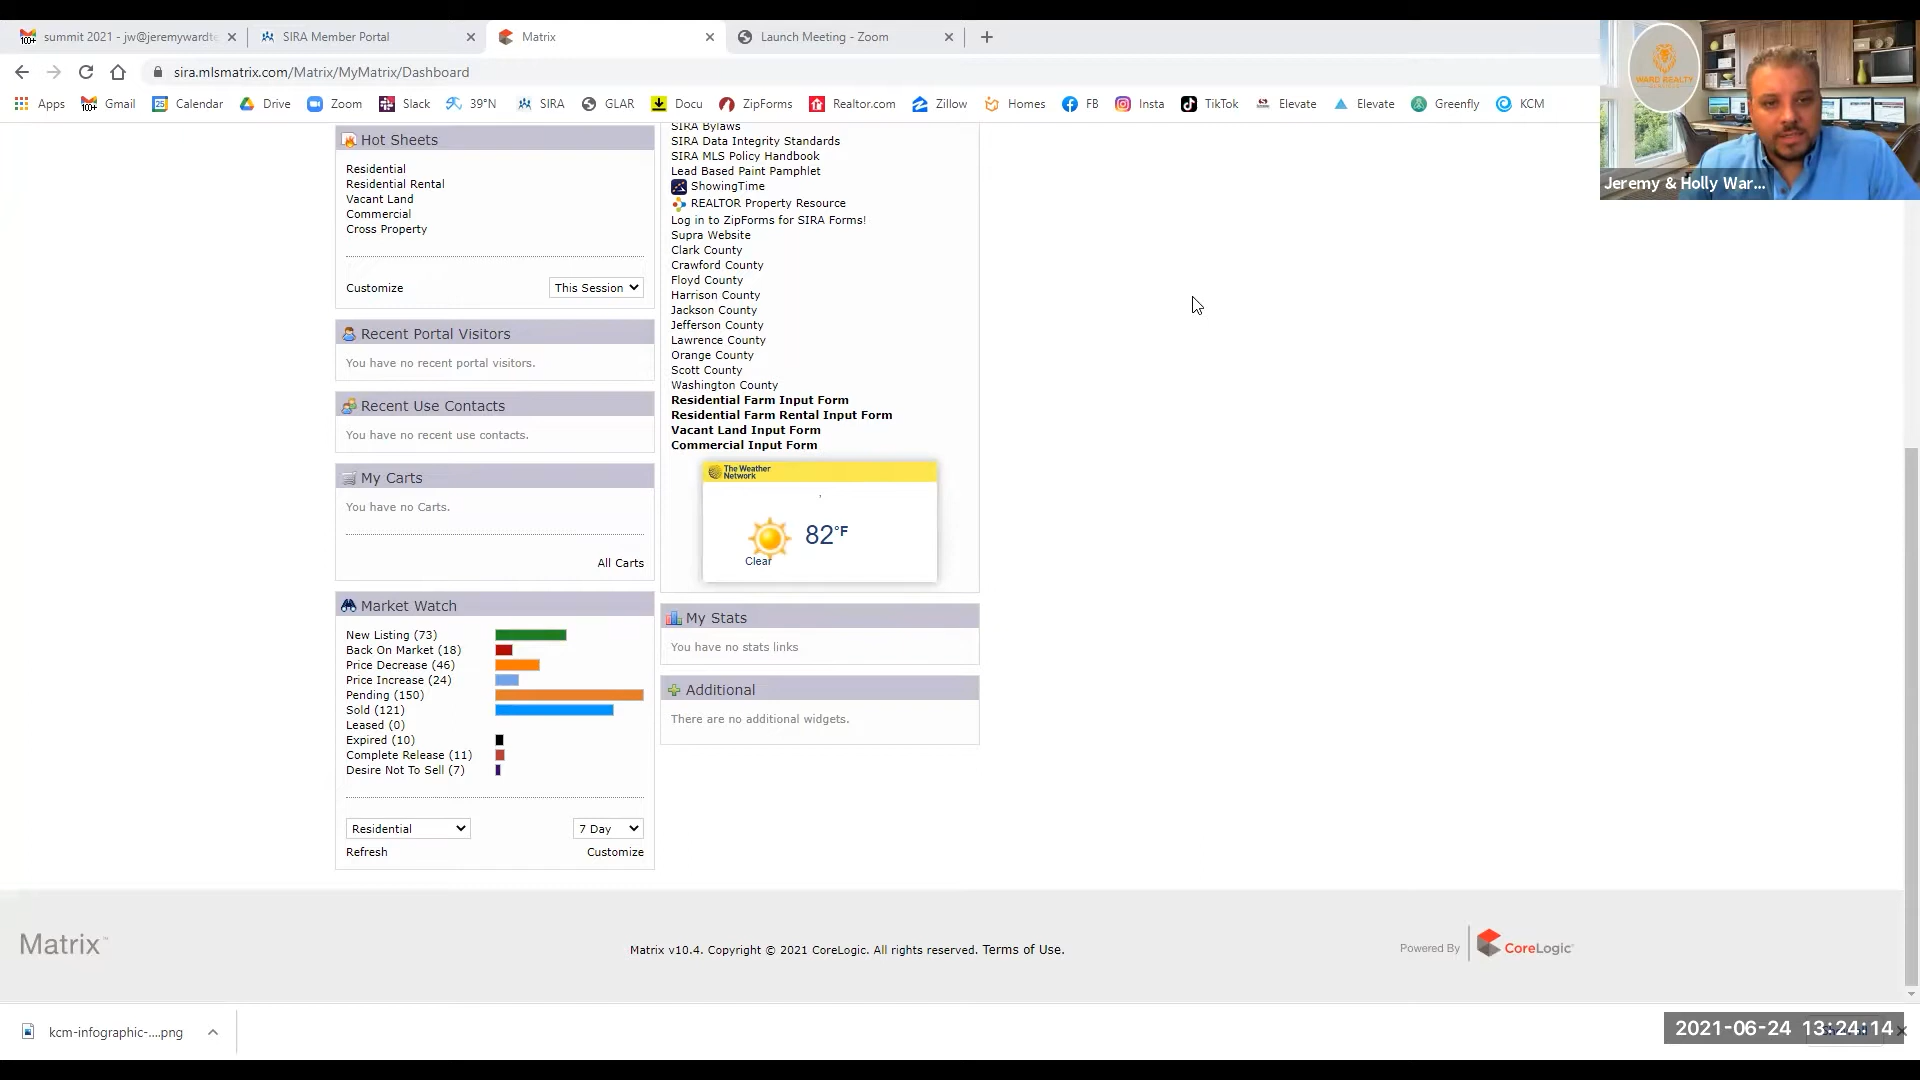 summit 2021 - jw@jeremywardte
SIRA Member Portal
Matrix
Launch Meeting - Zoom
sira.mlsmatrix.com/Matrix/MyMatrix/Dashboard
Apps
Gmail
Calendar
Drive
Zoom
Slack
39°N
SIRA
GLAR
Docu
ZipForms
Realtor.com
Zillow
Homes
FB
Insta
TikTok
Elevate
Elevate
Greenfly
KCM
WARD REALTY
Jeremy & Holly War...
Hot Sheets
Residential
Residential Rental
Vacant Land
Commercial
Cross Property
Customize
This Session
Recent Portal Visitors
You have no recent portal visitors.
Recent Use Contacts
You have no recent use contacts.
My Carts
You have no Carts.
All Carts
Market Watch
New Listing (73)
Back On Market (18)
Price Decrease (46)
Price Increase (24)
Pending (150)
Sold (121)
Leased (0)
Expired (10)
Complete Release (11)
Desire Not To Sell (7)
Residential
7 Day
Refresh
Customize
SIRA Bylaws
SIRA Data Integrity Standards
SIRA MLS Policy Handbook
Lead Based Paint Pamphlet
ShowingTime
REALTOR Property Resource
Log in to ZipForms for SIRA Forms!
Supra Website
Clark County
Crawford County
Floyd County
Harrison County
Jackson County
Jefferson County
Lawrence County
Orange County
Scott County
Washington County
Residential Farm Input Form
Residential Farm Rental Input Form
Vacant Land Input Form
Commercial Input Form
The Weather
Network
,
82°F
Clear
My Stats
You have no stats links
Additional
There are no additional widgets.
Matrix™
Matrix v10.4. Copyright © 2021 CoreLogic. All rights reserved. Terms of Use.
Powered By
CoreLogic
kcm-infographic-....png
2021-06-24 13:24:14